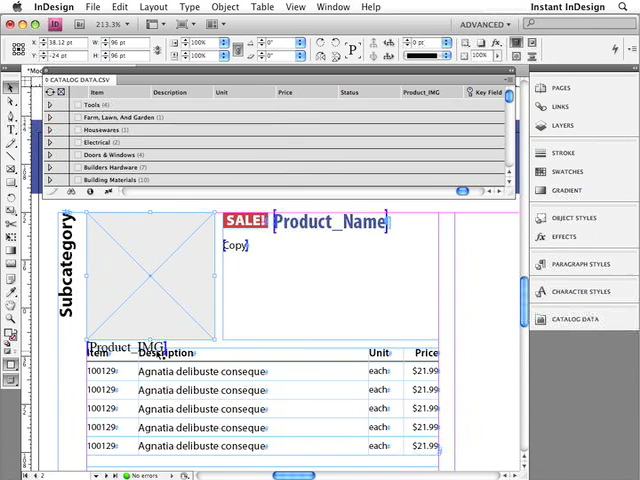 InDesign File Edit Layout Type Object Table View Window Help Instant InDesign
Id Br 213.3% ADVANCED
X: 38.12 pt W: 96 pt 100% 0° P 0 pt
Y: -24 pt H: 96 pt 100% 0° 100%
CATALOG DATA.CSV
Item Description Unit Price Status Product_IMG Key Field
Tools (4)
Farm, Lawn, And Garden (1)
Housewares (1)
Electrical (2)
Doors & Windows (4)
Builders Hardware (7)
Building Materials (10)
PAGES
LINKS
LAYERS
STROKE
SWATCHES
GRADIENT
OBJECT STYLES
EFFECTS
PARAGRAPH STYLES
CHARACTER STYLES
CATALOG DATA
Subcategory
SALE! [Product_Name]
[copy]
[Product_IMG]
Item Description Unit Price
100129 Agnatia delibuste conseque each $21.99
100129 Agnatia delibuste conseque each $21.99
100129 Agnatia delibuste conseque each $21.99
100129 Agnatia delibuste conseque each $21.99
100129 Agnatia delibuste conseque each $21.99
2 No errors